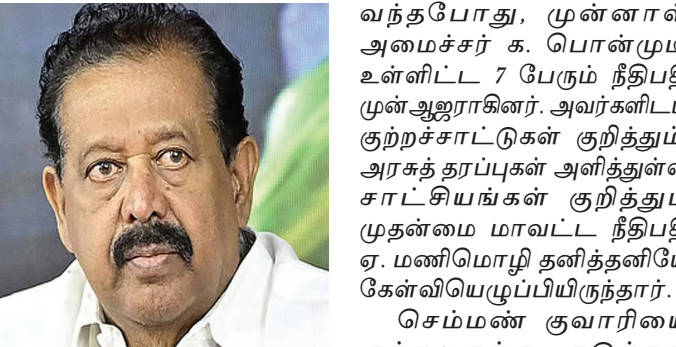 வந்தபோது, முன்னாள்
அமைச்சர் க. பொன்முடி
உள்ளிட்ட 7 பேரும் நீதிபதி
முன்ஆஜராகினர். அவர்களிடம்
குற்றச்சாட்டுகள் குறித்தும்
அரசுத் தரப்புகள் அளித்துள்ள
சாட்சியங்கள் குறித்தும்
முதன்மை மாவட்ட நீதிபதி
ஏ. மணிமொழி தனித்தனியே
கேள்வியெழுப்பியிருந்தார்.
செம்மண் குவாரியை